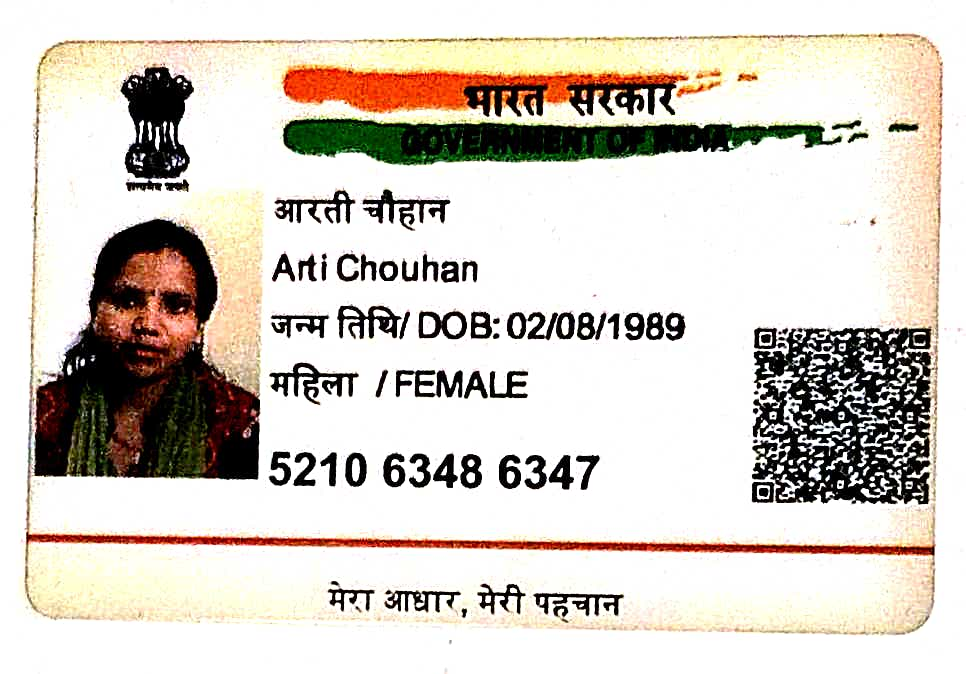 भारत सरकार
GOVERNMENT OF INDIA
सत्यमेव जयते
आरती चौहान
Arti Chouhan
जन्म तिथि/ DOB: 02/08/1989
महिला / FEMALE
5210 6348 6347
मेरा आधार, मेरी पहचान